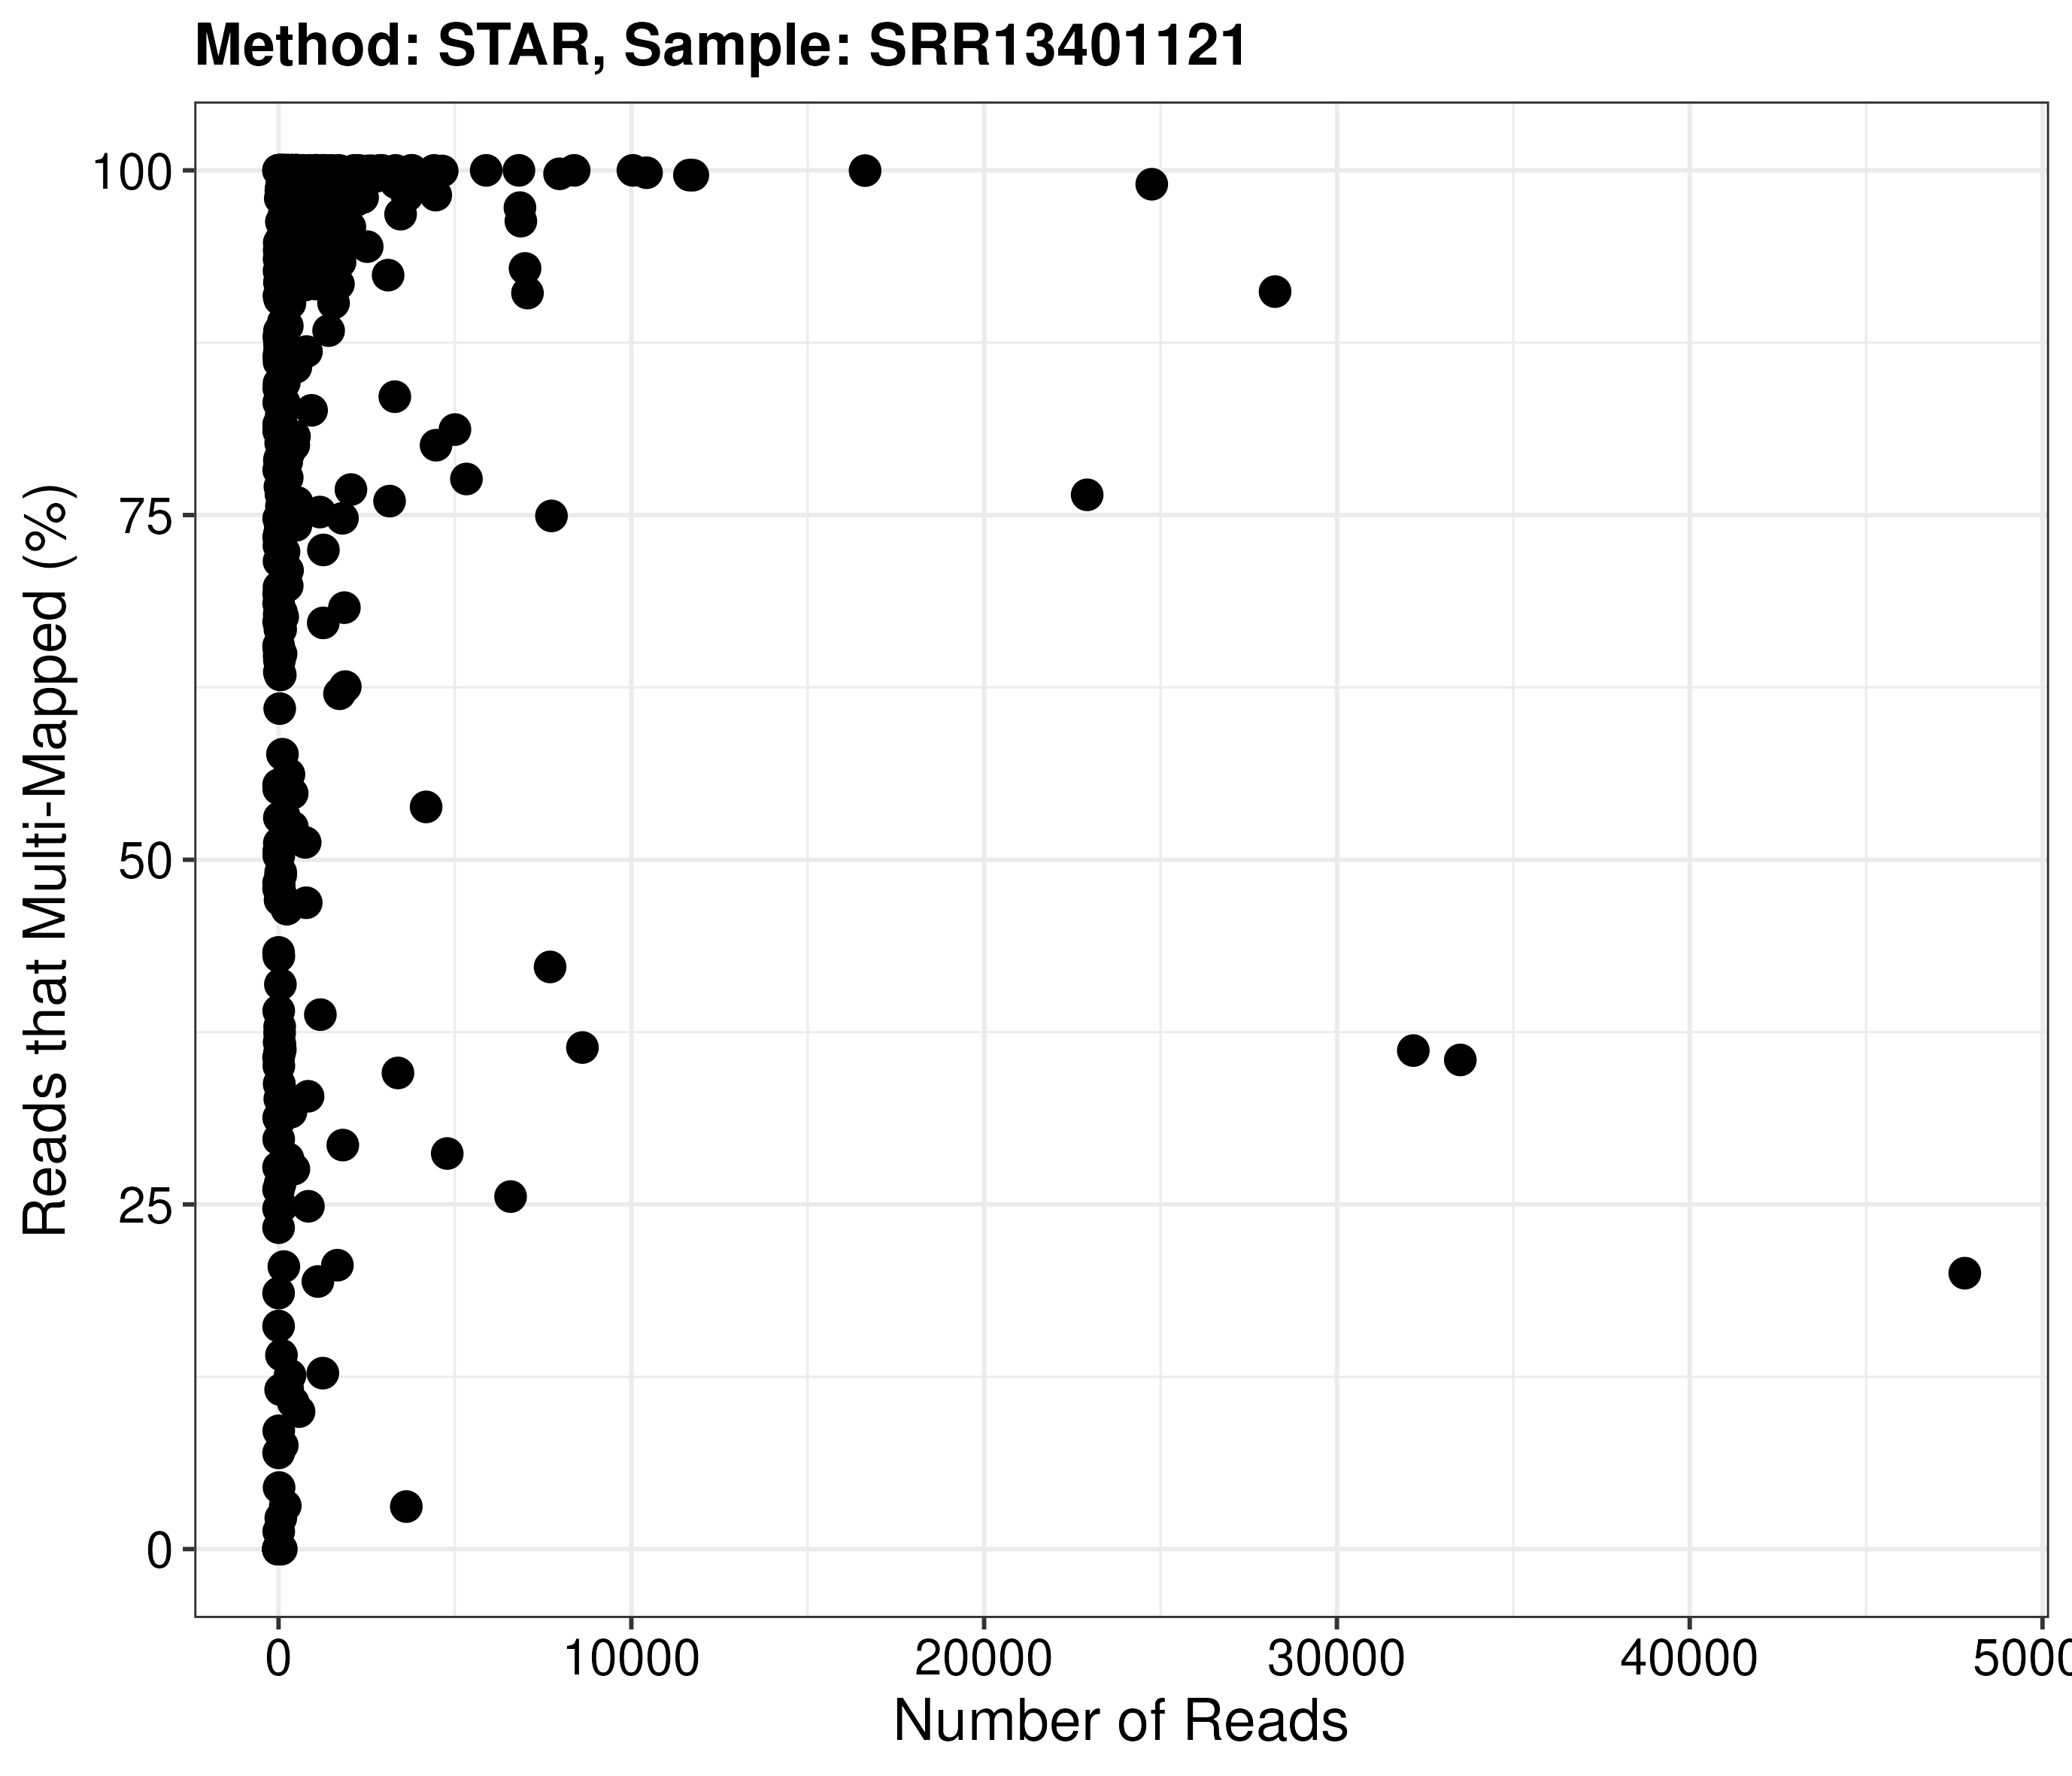 Method: STAR, Sample: SRR13401121
Reads that Multi-Mapped (%)
100
75
50
25
0
0 10000 20000 30000 40000 5000
Number of Reads